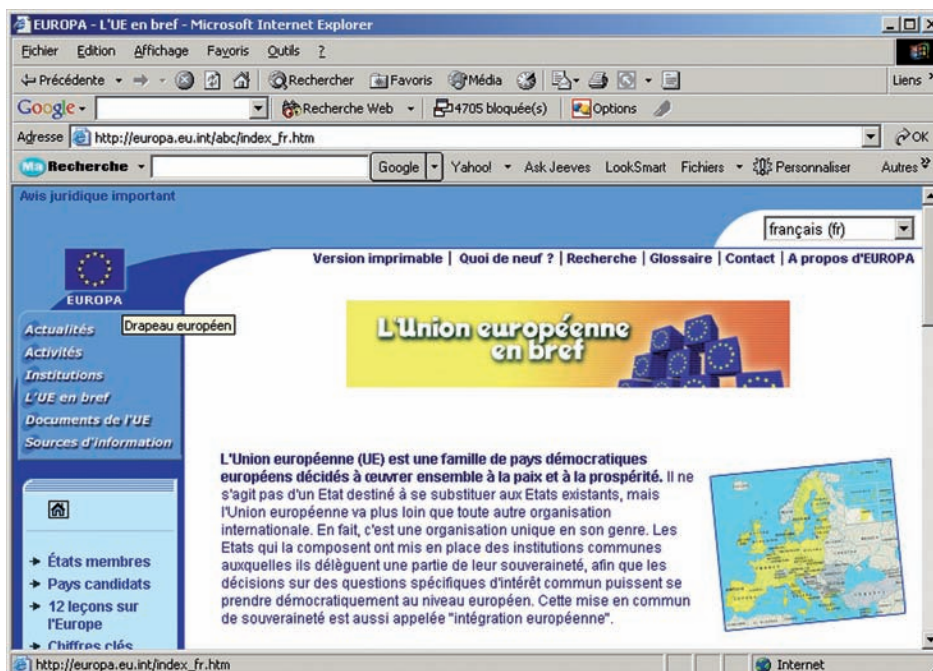 EUROPA - L'UE en bref - Microsoft Internet Explorer
Fichier Edition Affichage Favoris Outils ?
Précédente Rechercher Favoris Média Liens
Google Recherche Web 4705 bloquée(s) Options
Adresse http://europa.eu.int/abc/index_fr.htm OK
Ma Recherche Google Yahoo! Ask Jeeves LookSmart Fichiers Personnaliser Autres
Avis juridique important
français (fr)
Version imprimable | Quoi de neuf ? | Recherche | Glossaire | Contact | A propos d'EUROPA
EUROPA
Drapeau européen
Actualités
Activités
Institutions
L'UE en bref
Documents de l'UE
Sources d'information
L'Union européenne
en bref
L'Union européenne (UE) est une famille de pays démocratiques
européens décidés à œuvrer ensemble à la paix et à la prospérité. Il ne
s'agit pas d'un Etat destiné à se substituer aux Etats existants, mais
l'Union européenne va plus loin que toute autre organisation
internationale. En fait, c'est une organisation unique en son genre. Les
Etats qui la composent ont mis en place des institutions communes
auxquelles ils délèguent une partie de leur souveraineté, afin que les
décisions sur des questions spécifiques d'intérêt commun puissent se
prendre démocratiquement au niveau européen. Cette mise en commun
de souveraineté est aussi appelée "intégration européenne".
États membres
Pays candidats
12 leçons sur
l'Europe
Chiffres clés
http://europa.eu.int/index_fr.htm Internet